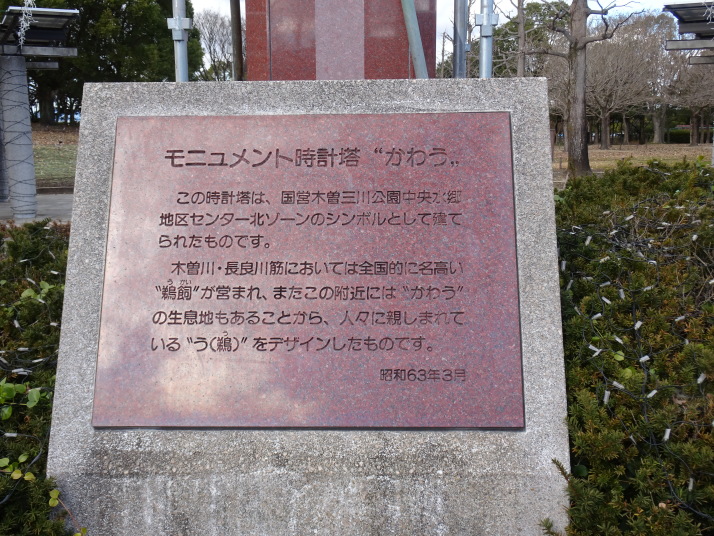 モニュメント時計塔 “かわう„
この時計塔は、国営木曽三川公園中央水郷
地区センター北ゾーンのシンボルとして建て
られたものです。
木曽川・長良川筋においては全国的に名高い
“鵜飼”が営まれ、またこの附近には“かわう”
の生息地もあることから、人々に親しまれて
いる“う(鵜)”をデザインしたものです。
昭和63年3月